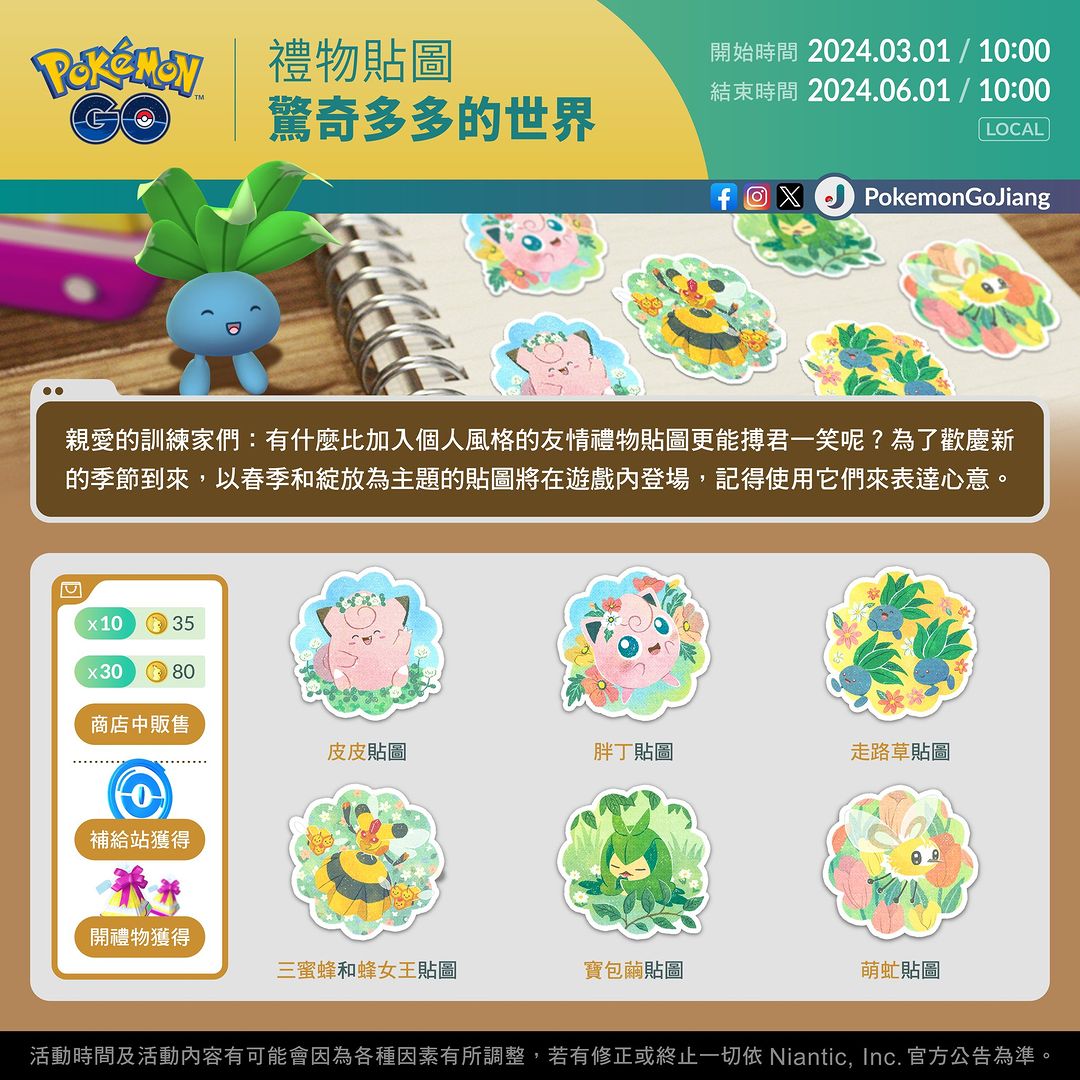 POKÉMON GO™
禮物貼圖
驚奇多多的世界
開始時間 2024.03.01 / 10:00
結束時間 2024.06.01 / 10:00
LOCAL
PokemonGoJiang
親愛的訓練家們：有什麼比加入個人風格的友情禮物貼圖更能搏君一笑呢？為了歡慶新
的季節到來，以春季和綻放為主題的貼圖將在遊戲內登場，記得使用它們來表達心意。
x10 35
x30 80
商店中販售
補給站獲得
開禮物獲得
皮皮貼圖
胖丁貼圖
走路草貼圖
三蜜蜂和蜂女王貼圖
寶包繭貼圖
萌虻貼圖
活動時間及活動內容有可能會因為各種因素有所調整，若有修正或終止一切依 Niantic, Inc. 官方公告為準。